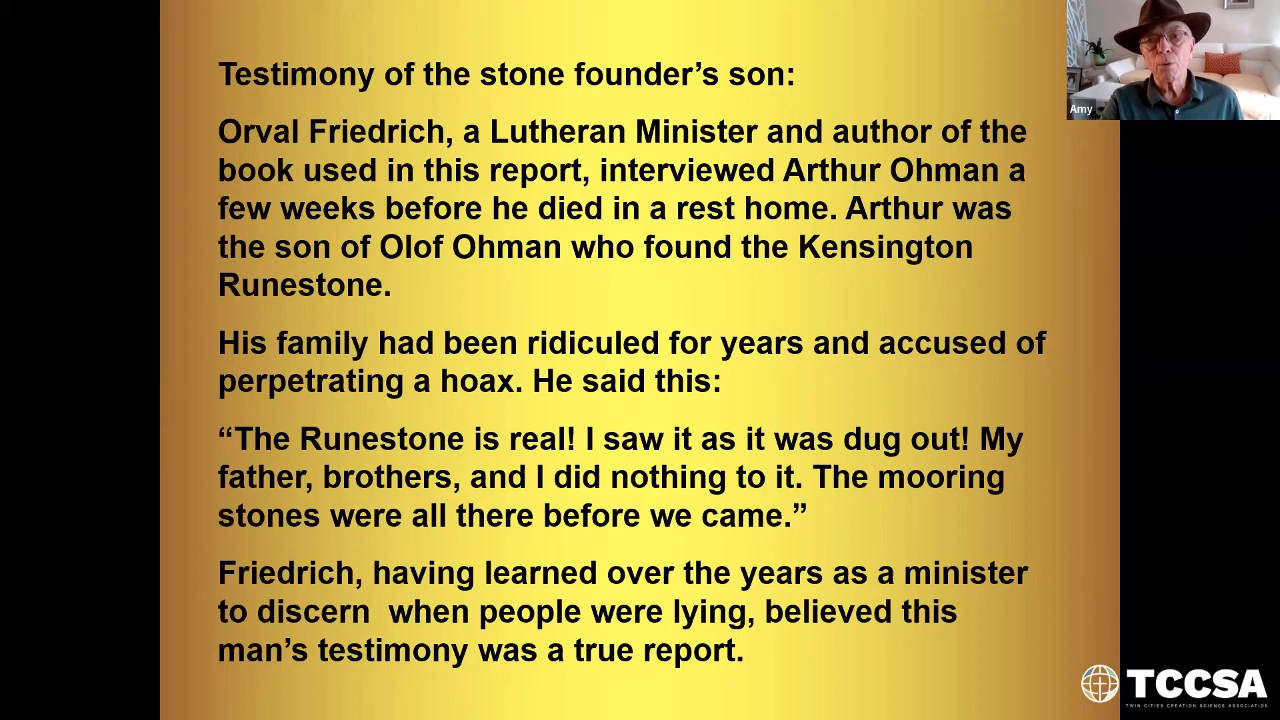 Testimony of the stone founder’s son:
Orval Friedrich, a Lutheran Minister and author of the
book used in this report, interviewed Arthur Ohman a
few weeks before he died in a rest home. Arthur was
the son of Olof Ohman who found the Kensington
Runestone.
His family had been ridiculed for years and accused of
perpetrating a hoax. He said this:
“The Runestone is real! I saw it as it was dug out! My
father, brothers, and I did nothing to it. The mooring
stones were all there before we came.”
Friedrich, having learned over the years as a minister
to discern  when people were lying, believed this
man’s testimony was a true report.
Amy
TCCSA
TWIN CITIES CREATION SCIENCE ASSOCIATION